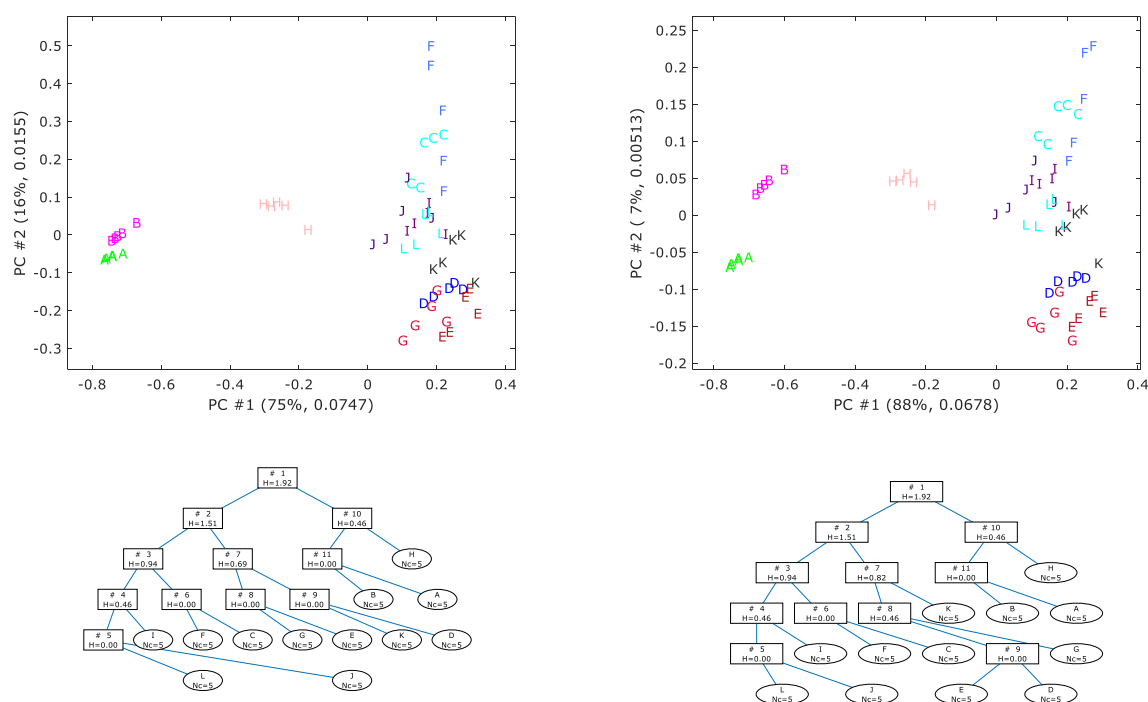 0.5
0.4
0.3
0.2
0.1
0
-0.1
-0.2
-0.3
PC #2 (16%, 0.0155)
-0.8
-0.6
-0.4
-0.2
0
0.2
0.4
PC #1 (75%, 0.0747)
F
F
F
C C C
F
J C C F
J I
L I J
L I
J J L L
K K
K K
K
B B B B B
A A A A
H H H H
H
D D D D D
G G G G G
E E E E E
0.25
0.2
0.15
0.1
0.05
0
-0.05
-0.1
-0.15
-0.2
PC #2 ( 7%, 0.00513)
-0.8
-0.6
-0.4
-0.2
0
0.2
0.4
PC #1 (88%, 0.0678)
F F
F
C C C
C C F
J F
J I I I J I
J J
L L L L L
K K
K K
K
B B B B B
A A A A
H H H H
H
D D D D D
G G G G G
E E E E E
# 1
H=1.92
# 2
H=1.51
# 10
H=0.46
# 3
H=0.94
# 7
H=0.69
# 11
H=0.00
H
Nc=5
# 4
H=0.46
# 6
H=0.00
# 8
H=0.00
# 9
H=0.00
B
Nc=5
A
Nc=5
# 5
H=0.00
I
Nc=5
F
Nc=5
C
Nc=5
G
Nc=5
E
Nc=5
K
Nc=5
D
Nc=5
L
Nc=5
J
Nc=5
# 1
H=1.92
# 2
H=1.51
# 10
H=0.46
# 3
H=0.94
# 7
H=0.82
# 11
H=0.00
H
Nc=5
# 4
H=0.46
# 6
H=0.00
# 8
H=0.46
K
Nc=5
B
Nc=5
A
Nc=5
# 5
H=0.00
I
Nc=5
F
Nc=5
C
Nc=5
# 9
H=0.00
G
Nc=5
L
Nc=5
J
Nc=5
E
Nc=5
D
Nc=5